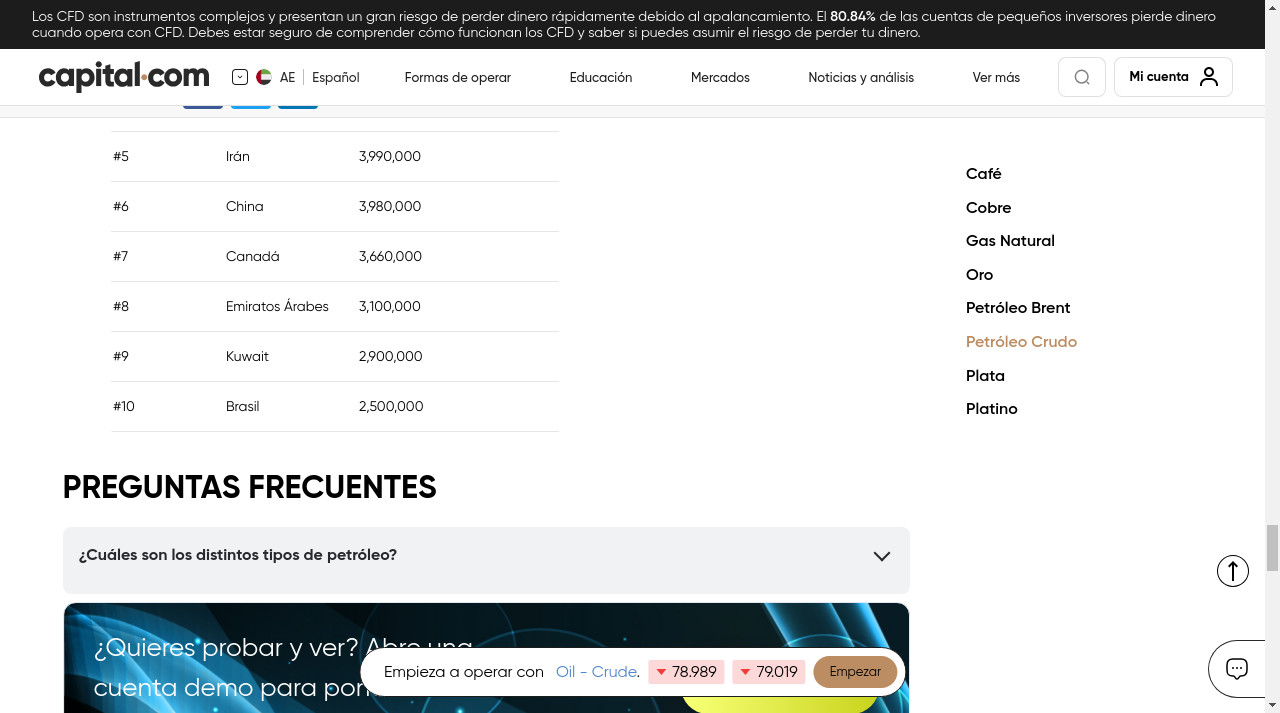 Los CFD son instrumentos complejos y presentan un gran riesgo de perder dinero rápidamente debido al apalancamiento. El 80.84% de las cuentas de pequeños inversores pierde dinero
cuando opera con CFD. Debes estar seguro de comprender cómo funcionan los CFD y saber si puedes asumir el riesgo de perder tu dinero.
capital.com AE Español Formas de operar Educación Mercados Noticias y análisis Ver más Mi cuenta
#5 Irán 3,990,000
#6 China 3,980,000
#7 Canadá 3,660,000
#8 Emiratos Árabes 3,100,000
#9 Kuwait 2,900,000
#10 Brasil 2,500,000
Café
Cobre
Gas Natural
Oro
Petróleo Brent
Petróleo Crudo
Plata
Platino
PREGUNTAS FRECUENTES
¿Cuáles son los distintos tipos de petróleo?
¿Quieres probar y ver? Abre una
cuenta demo para
Empieza a operar con Oil - Crude. 78.989 79.019 Empezar